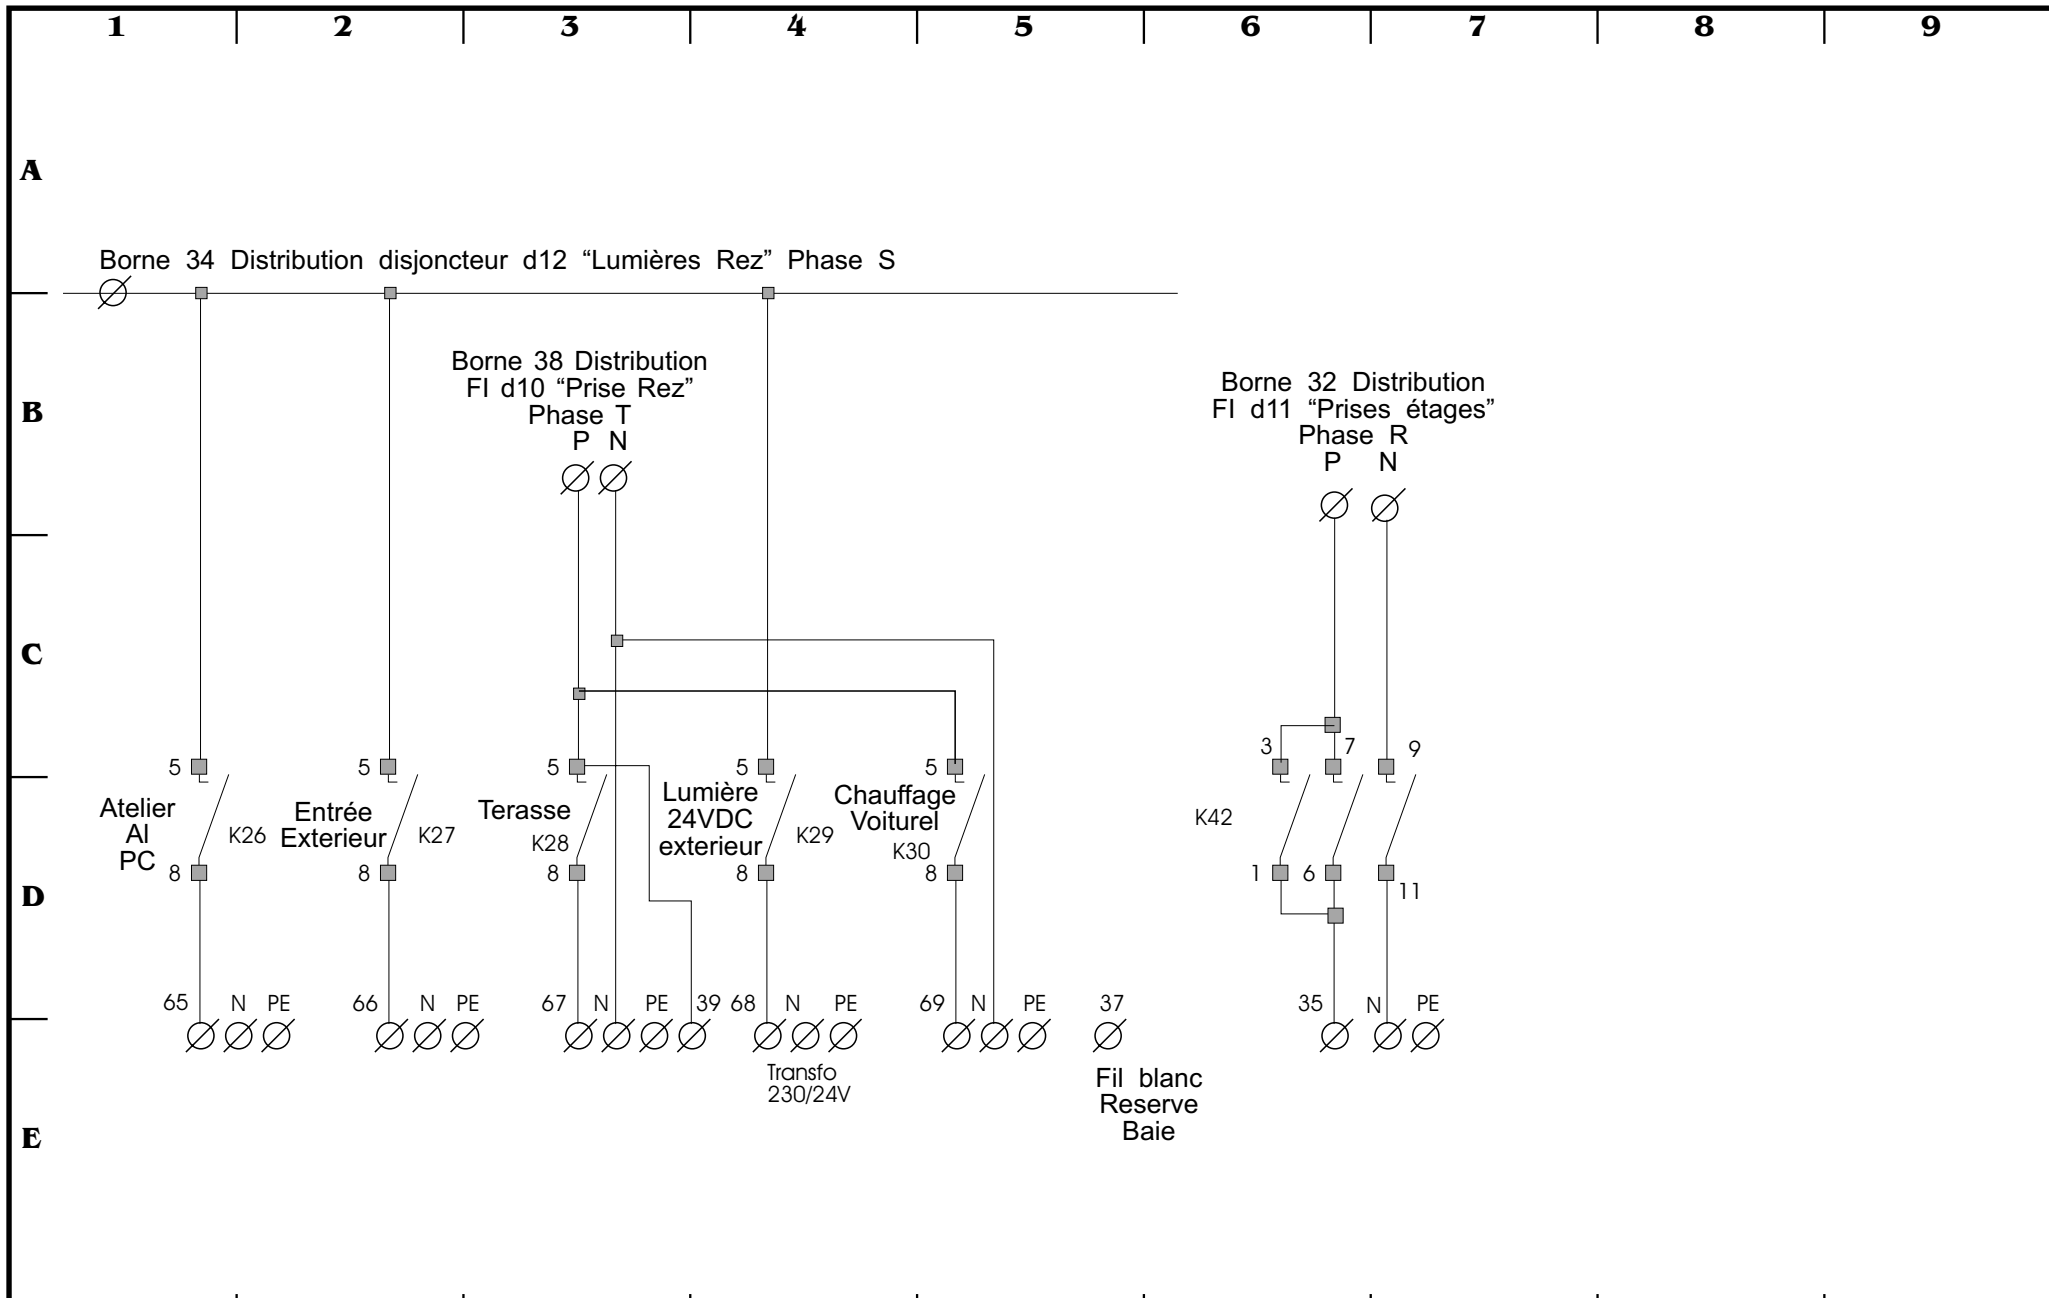 1 2 3 4 5 6 7 8 9
A
Borne 34 Distribution disjoncteur d12 “Lumières Rez” Phase S
B
Borne 38 Distribution
FI d10 “Prise Rez”
Phase T
P N
Borne 32 Distribution
FI d11 “Prises étages”
Phase R
P N
C
3 7 9
5 5 5 5 5
Atelier
Al
PC
K26
Entrée
Exterieur
K27
Terasse
K28
Lumière
24VDC
exterieur
K29
Chauffage
Voiturel
K30
K42
8 8 8 8 8 1 6 11
D
65 N PE 66 N PE 67 N PE 39 68 N PE 69 N PE 37 35 N PE
Transfo
230/24V
Fil blanc
Reserve
Baie
E